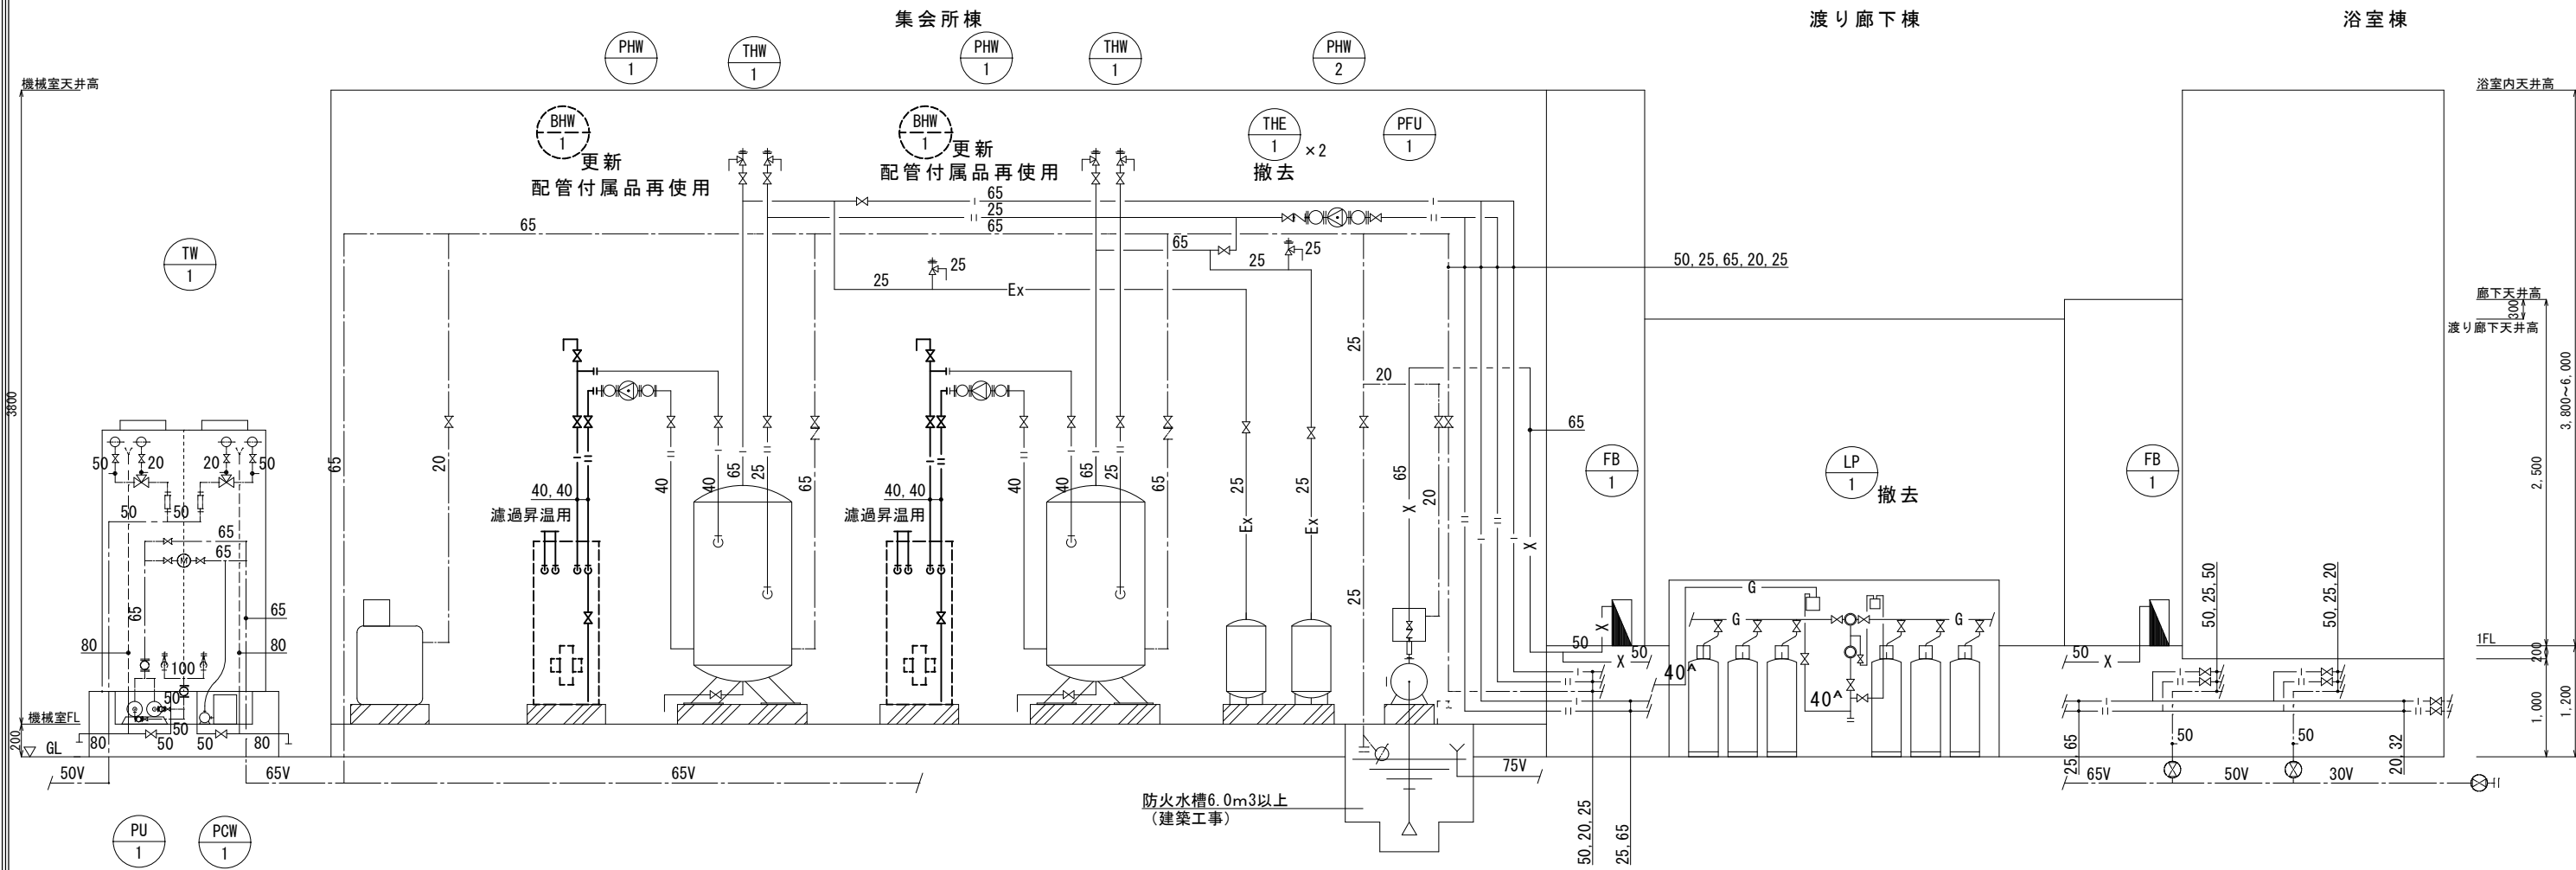 集会所棟
渡り廊下棟
浴室棟
PHW
1
THW
1
PHW
1
THW
1
PHW
2
機械室天井高
浴室内天井高
BHW
1
更新
配管付属品再使用
BHW
1
更新
配管付属品再使用
THE
1
×2
撤去
PFU
1
TW
1
65
25
65
65
65
25
25
25
25
Ex
50,25,65,20,25
廊下天井高
300
渡り廊下天井高
3800
3,800~6,000
2,500
25
20
65
FB
1
LP
1
撤去
FB
1
50
20
20
50
50
50
65
65
65
65
80
80
100
50
50
50
50
80
80
65
20
40,40
濾過昇温用
40
40
65
25
65
40,40
濾過昇温用
40
40
65
25
65
25
25
Ex
Ex
65
X
20
25
X
X
50
50
X
G
G
G
40A
40A
50
X
50,25,50
50,25,20
1FL
200
1,000
1,200
機械室FL
200
GL
50V
65V
65V
75V
50
50
25,65
20,32
65V
50V
30V
防火水槽6.0m3以上
(建築工事)
50,20,25
25,65
PU
1
PCW
1
M